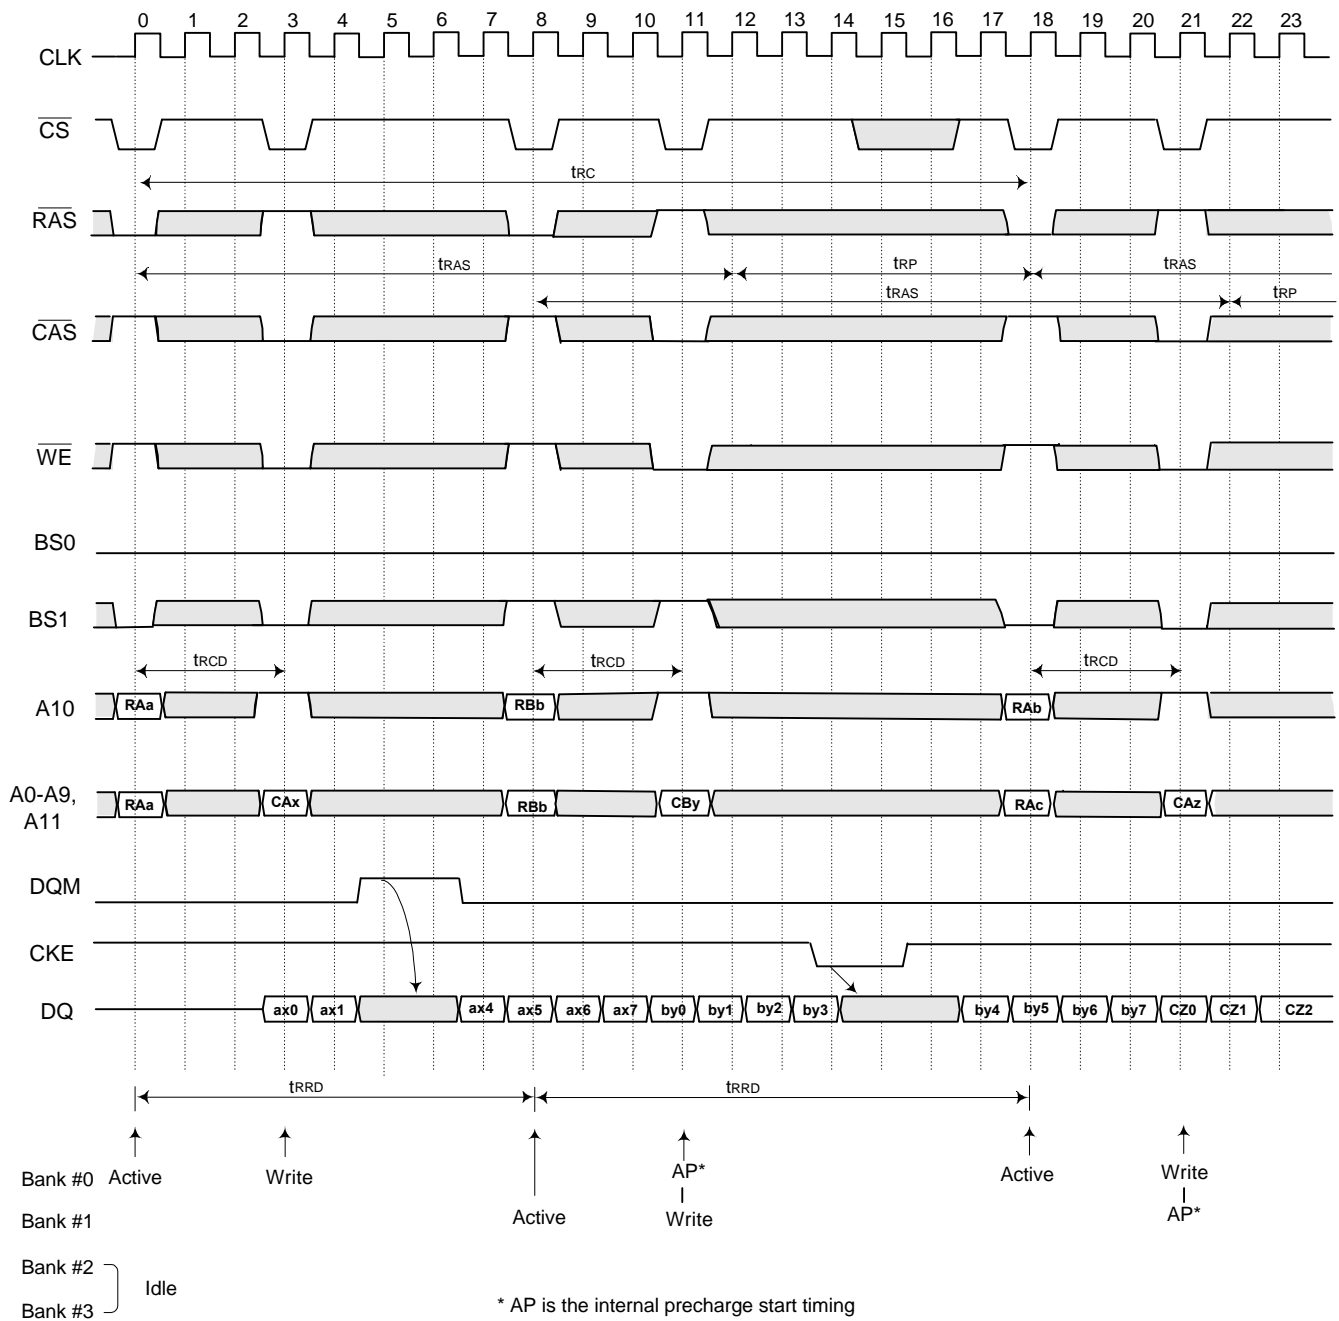 0 1 2 3 4 5 6 7 8 9 10 11 12 13 14 15 16 17 18 19 20 21 22 23
CLK
CS
tRC
RAS
tRAS tRP tRAS
tRAS tRP
CAS
WE
BS0
BS1
tRCD tRCD tRCD
A10 RAa RBb RAb
A0-A9,
A11
RAa CAx RBb CBy RAc CAz
DQM
CKE
DQ ax0 ax1 ax4 ax5 ax6 ax7 by0 by1 by2 by3 by4 by5 by6 by7 CZ0 CZ1 CZ2
tRRD tRRD
Bank #0 Active Write AP* Active Write
Bank #1 Active Write AP*
Bank #2
Idle
Bank #3
* AP is the internal precharge start timing